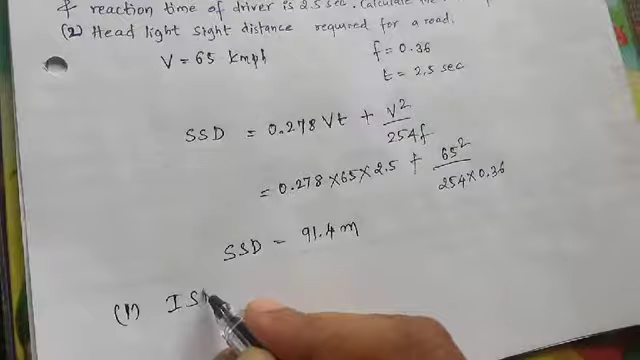 & reaction time of driver is 2.5 sec. Calculate the
(2) Head light sight distance required for a road.
V = 65 kmph
f = 0.36
t = 2.5 sec
SSD = 0.278 Vt + V²/254f
= 0.278 × 65 × 2.5 + 65²/254 × 0.36
SSD = 91.4 m
(1) IS